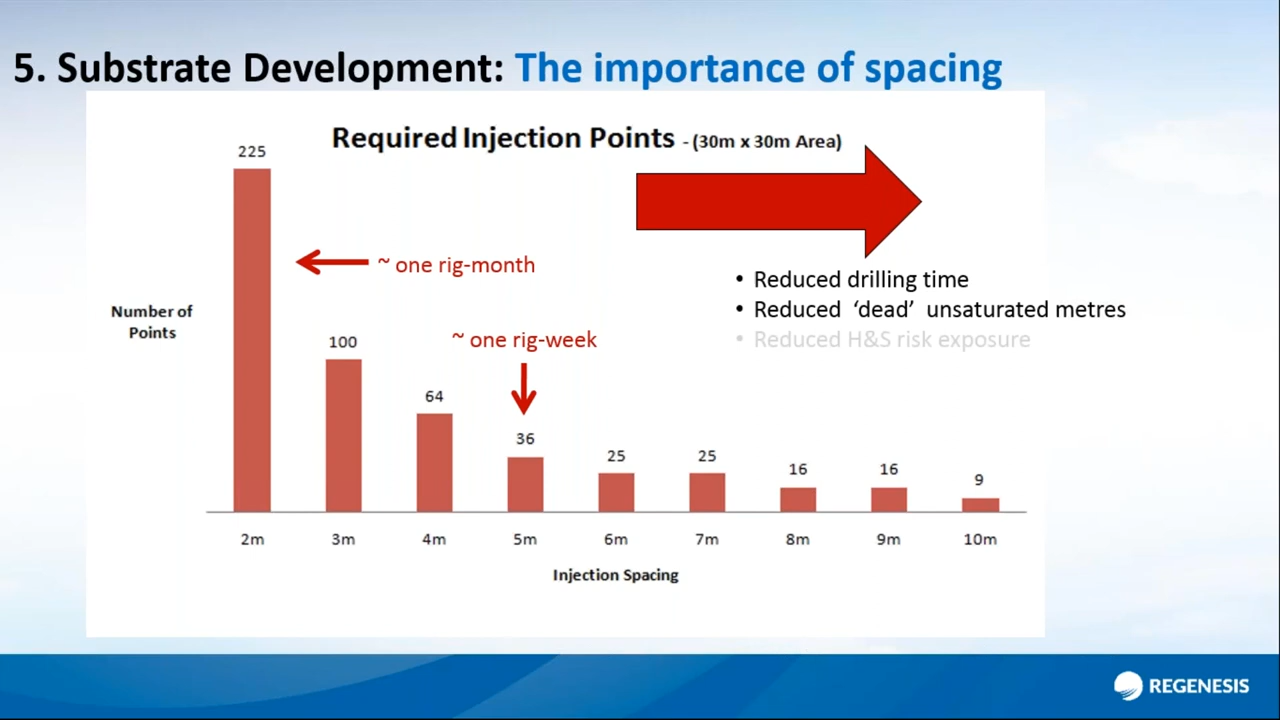 5. Substrate Development: The importance of spacing
Required Injection Points - (30m x 30m Area)
225
~ one rig-month
• Reduced drilling time
• Reduced ‘dead’ unsaturated metres
• Reduced H&S risk exposure
Number of
Points
~ one rig-week
100
64
36
25
25
16
16
9
2m 3m 4m 5m 6m 7m 8m 9m 10m
Injection Spacing
REGENESIS